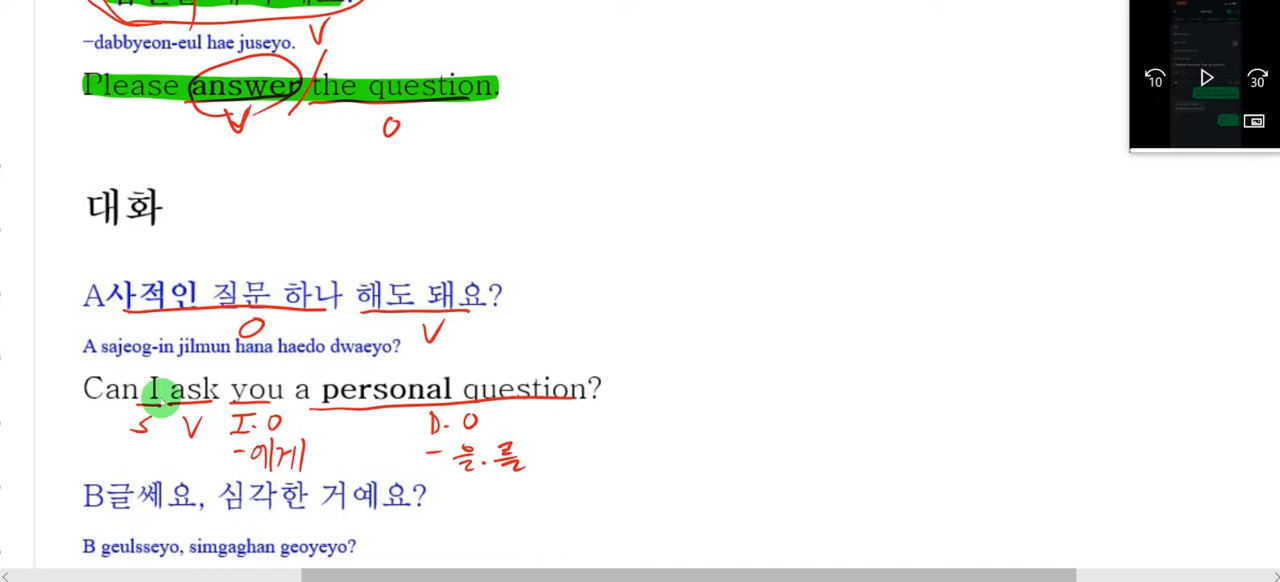 V
–dabbyeon-eul hae juseyo.
Please answer / the question.
V O
대화
A사적인 질문 하나 해도 돼요?
O V
A sajeog-in jilmun hana haedo dwaeyo?
Can I ask you a personal question?
S V I.O D.O
-에게 -을.를
B글쎄요, 심각한 거예요?
B geulsseyo, simgaghan geoyeyo?
10 30